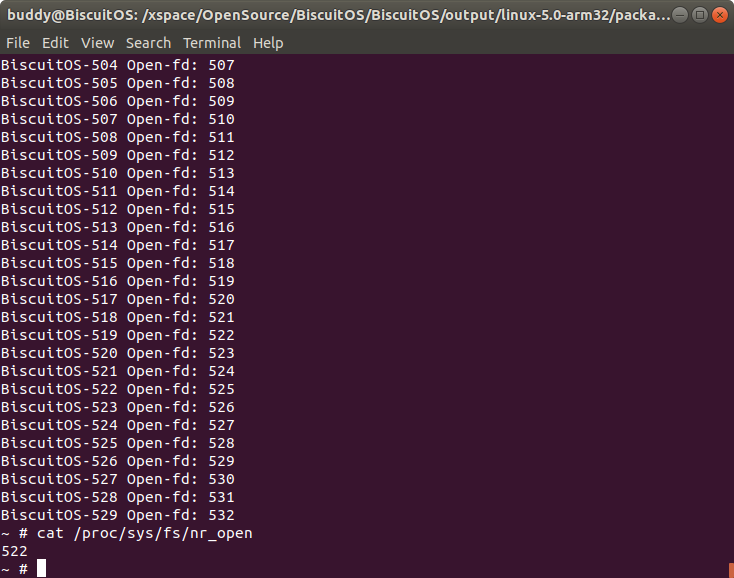 buddy@BiscuitOS: /xspace/OpenSource/BiscuitOS/BiscuitOS/output/linux-5.0-arm32/packa...
File Edit View Search Terminal Help
BiscuitOS-504 Open-fd: 507
BiscuitOS-505 Open-fd: 508
BiscuitOS-506 Open-fd: 509
BiscuitOS-507 Open-fd: 510
BiscuitOS-508 Open-fd: 511
BiscuitOS-509 Open-fd: 512
BiscuitOS-510 Open-fd: 513
BiscuitOS-511 Open-fd: 514
BiscuitOS-512 Open-fd: 515
BiscuitOS-513 Open-fd: 516
BiscuitOS-514 Open-fd: 517
BiscuitOS-515 Open-fd: 518
BiscuitOS-516 Open-fd: 519
BiscuitOS-517 Open-fd: 520
BiscuitOS-518 Open-fd: 521
BiscuitOS-519 Open-fd: 522
BiscuitOS-520 Open-fd: 523
BiscuitOS-521 Open-fd: 524
BiscuitOS-522 Open-fd: 525
BiscuitOS-523 Open-fd: 526
BiscuitOS-524 Open-fd: 527
BiscuitOS-525 Open-fd: 528
BiscuitOS-526 Open-fd: 529
BiscuitOS-527 Open-fd: 530
BiscuitOS-528 Open-fd: 531
BiscuitOS-529 Open-fd: 532
~ # cat /proc/sys/fs/nr_open
522
~ #